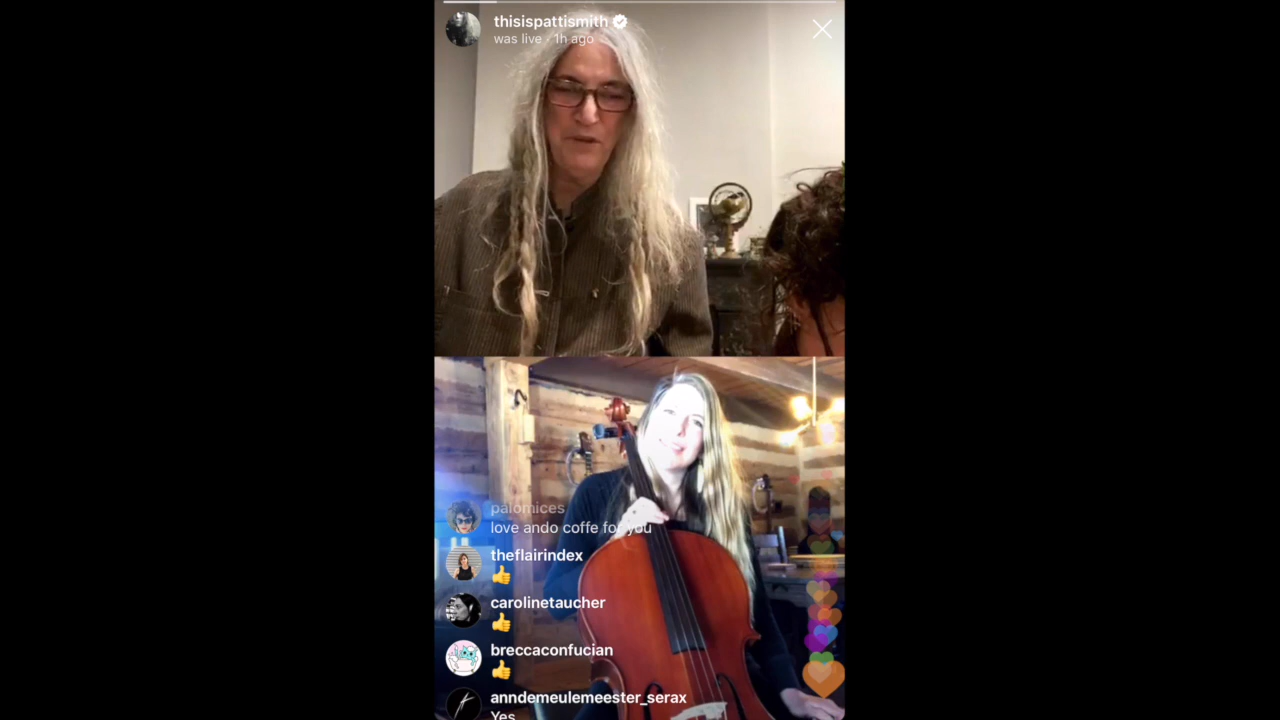 thisispattismith
was live · 1h ago
palomices
love ando coffe for you
theflairindex
👍
carolinetaucher
👍
breccaconfucian
👍
anndemeulemeester_serax
Yes